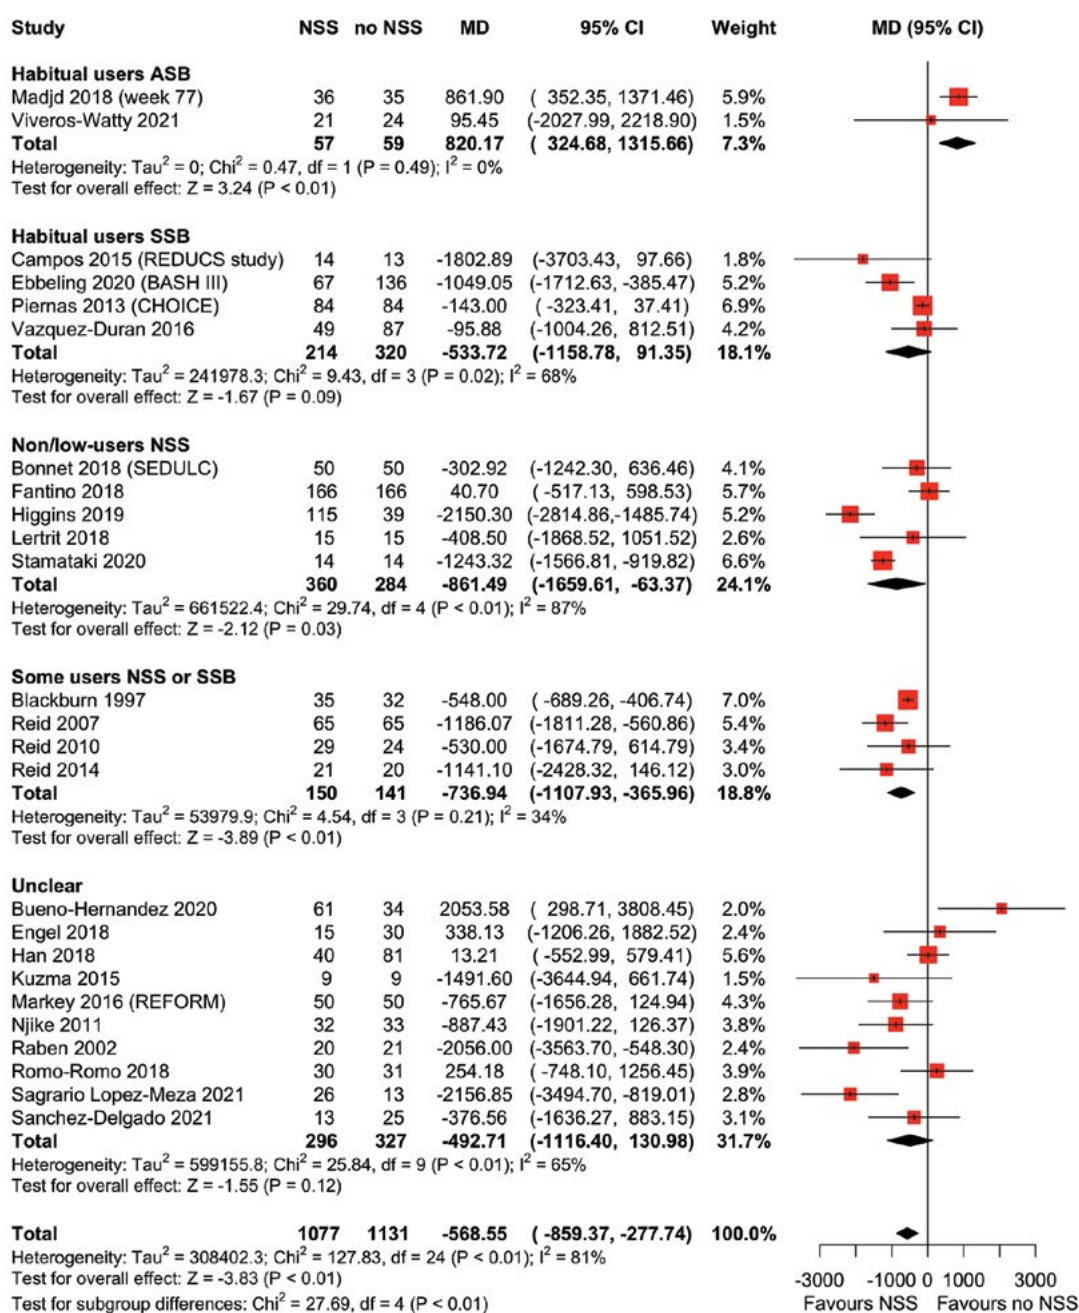 Study NSS no NSS MD 95% CI Weight MD (95% CI)
Habitual users ASB
Madjd 2018 (week 77) 36 35 861.90 ( 352.35, 1371.46) 5.9%
Viveros-Watty 2021 21 24 95.45 (-2027.99, 2218.90) 1.5%
Total 57 59 820.17 ( 324.68, 1315.66) 7.3%
Heterogeneity: Tau² = 0; Chi² = 0.47, df = 1 (P = 0.49); I² = 0%
Test for overall effect: Z = 3.24 (P < 0.01)
Habitual users SSB
Campos 2015 (REDUCS study) 14 13 -1802.89 (-3703.43, 97.66) 1.8%
Ebbeling 2020 (BASH III) 67 136 -1049.05 (-1712.63, -385.47) 5.2%
Piernas 2013 (CHOICE) 84 84 -143.00 ( -323.41, 37.41) 6.9%
Vazquez-Duran 2016 49 87 -95.88 (-1004.26, 812.51) 4.2%
Total 214 320 -533.72 (-1158.78, 91.35) 18.1%
Heterogeneity: Tau² = 241978.3; Chi² = 9.43, df = 3 (P = 0.02); I² = 68%
Test for overall effect: Z = -1.67 (P = 0.09)
Non/low-users NSS
Bonnet 2018 (SEDULC) 50 50 -302.92 (-1242.30, 636.46) 4.1%
Fantino 2018 166 166 40.70 ( -517.13, 598.53) 5.7%
Higgins 2019 115 39 -2150.30 (-2814.86,-1485.74) 5.2%
Lertrit 2018 15 15 -408.50 (-1868.52, 1051.52) 2.6%
Stamataki 2020 14 14 -1243.32 (-1566.81, -919.82) 6.6%
Total 360 284 -861.49 (-1659.61, -63.37) 24.1%
Heterogeneity: Tau² = 661522.4; Chi² = 29.74, df = 4 (P < 0.01); I² = 87%
Test for overall effect: Z = -2.12 (P = 0.03)
Some users NSS or SSB
Blackburn 1997 35 32 -548.00 ( -689.26, -406.74) 7.0%
Reid 2007 65 65 -1186.07 (-1811.28, -560.86) 5.4%
Reid 2010 29 24 -530.00 (-1674.79, 614.79) 3.4%
Reid 2014 21 20 -1141.10 (-2428.32, 146.12) 3.0%
Total 150 141 -736.94 (-1107.93, -365.96) 18.8%
Heterogeneity: Tau² = 53979.9; Chi² = 4.54, df = 3 (P = 0.21); I² = 34%
Test for overall effect: Z = -3.89 (P < 0.01)
Unclear
Bueno-Hernandez 2020 61 34 2053.58 ( 298.71, 3808.45) 2.0%
Engel 2018 15 30 338.13 (-1206.26, 1882.52) 2.4%
Han 2018 40 81 13.21 ( -552.99, 579.41) 5.6%
Kuzma 2015 9 9 -1491.60 (-3644.94, 661.74) 1.5%
Markey 2016 (REFORM) 50 50 -765.67 (-1656.28, 124.94) 4.3%
Njike 2011 32 33 -887.43 (-1901.22, 126.37) 3.8%
Raben 2002 20 21 -2056.00 (-3563.70, -548.30) 2.4%
Romo-Romo 2018 30 31 254.18 ( -748.10, 1256.45) 3.9%
Sagrario Lopez-Meza 2021 26 13 -2156.85 (-3494.70, -819.01) 2.8%
Sanchez-Delgado 2021 13 25 -376.56 (-1636.27, 883.15) 3.1%
Total 296 327 -492.71 (-1116.40, 130.98) 31.7%
Heterogeneity: Tau² = 599155.8; Chi² = 25.84, df = 9 (P < 0.01); I² = 65%
Test for overall effect: Z = -1.55 (P = 0.12)
Total 1077 1131 -568.55 ( -859.37, -277.74) 100.0%
Heterogeneity: Tau² = 308402.3; Chi² = 127.83, df = 24 (P < 0.01); I² = 81%
Test for overall effect: Z = -3.83 (P < 0.01)
-3000 -1000 0 1000 3000
Test for subgroup differences: Chi² = 27.69, df = 4 (P < 0.01) Favours NSS Favours no NSS